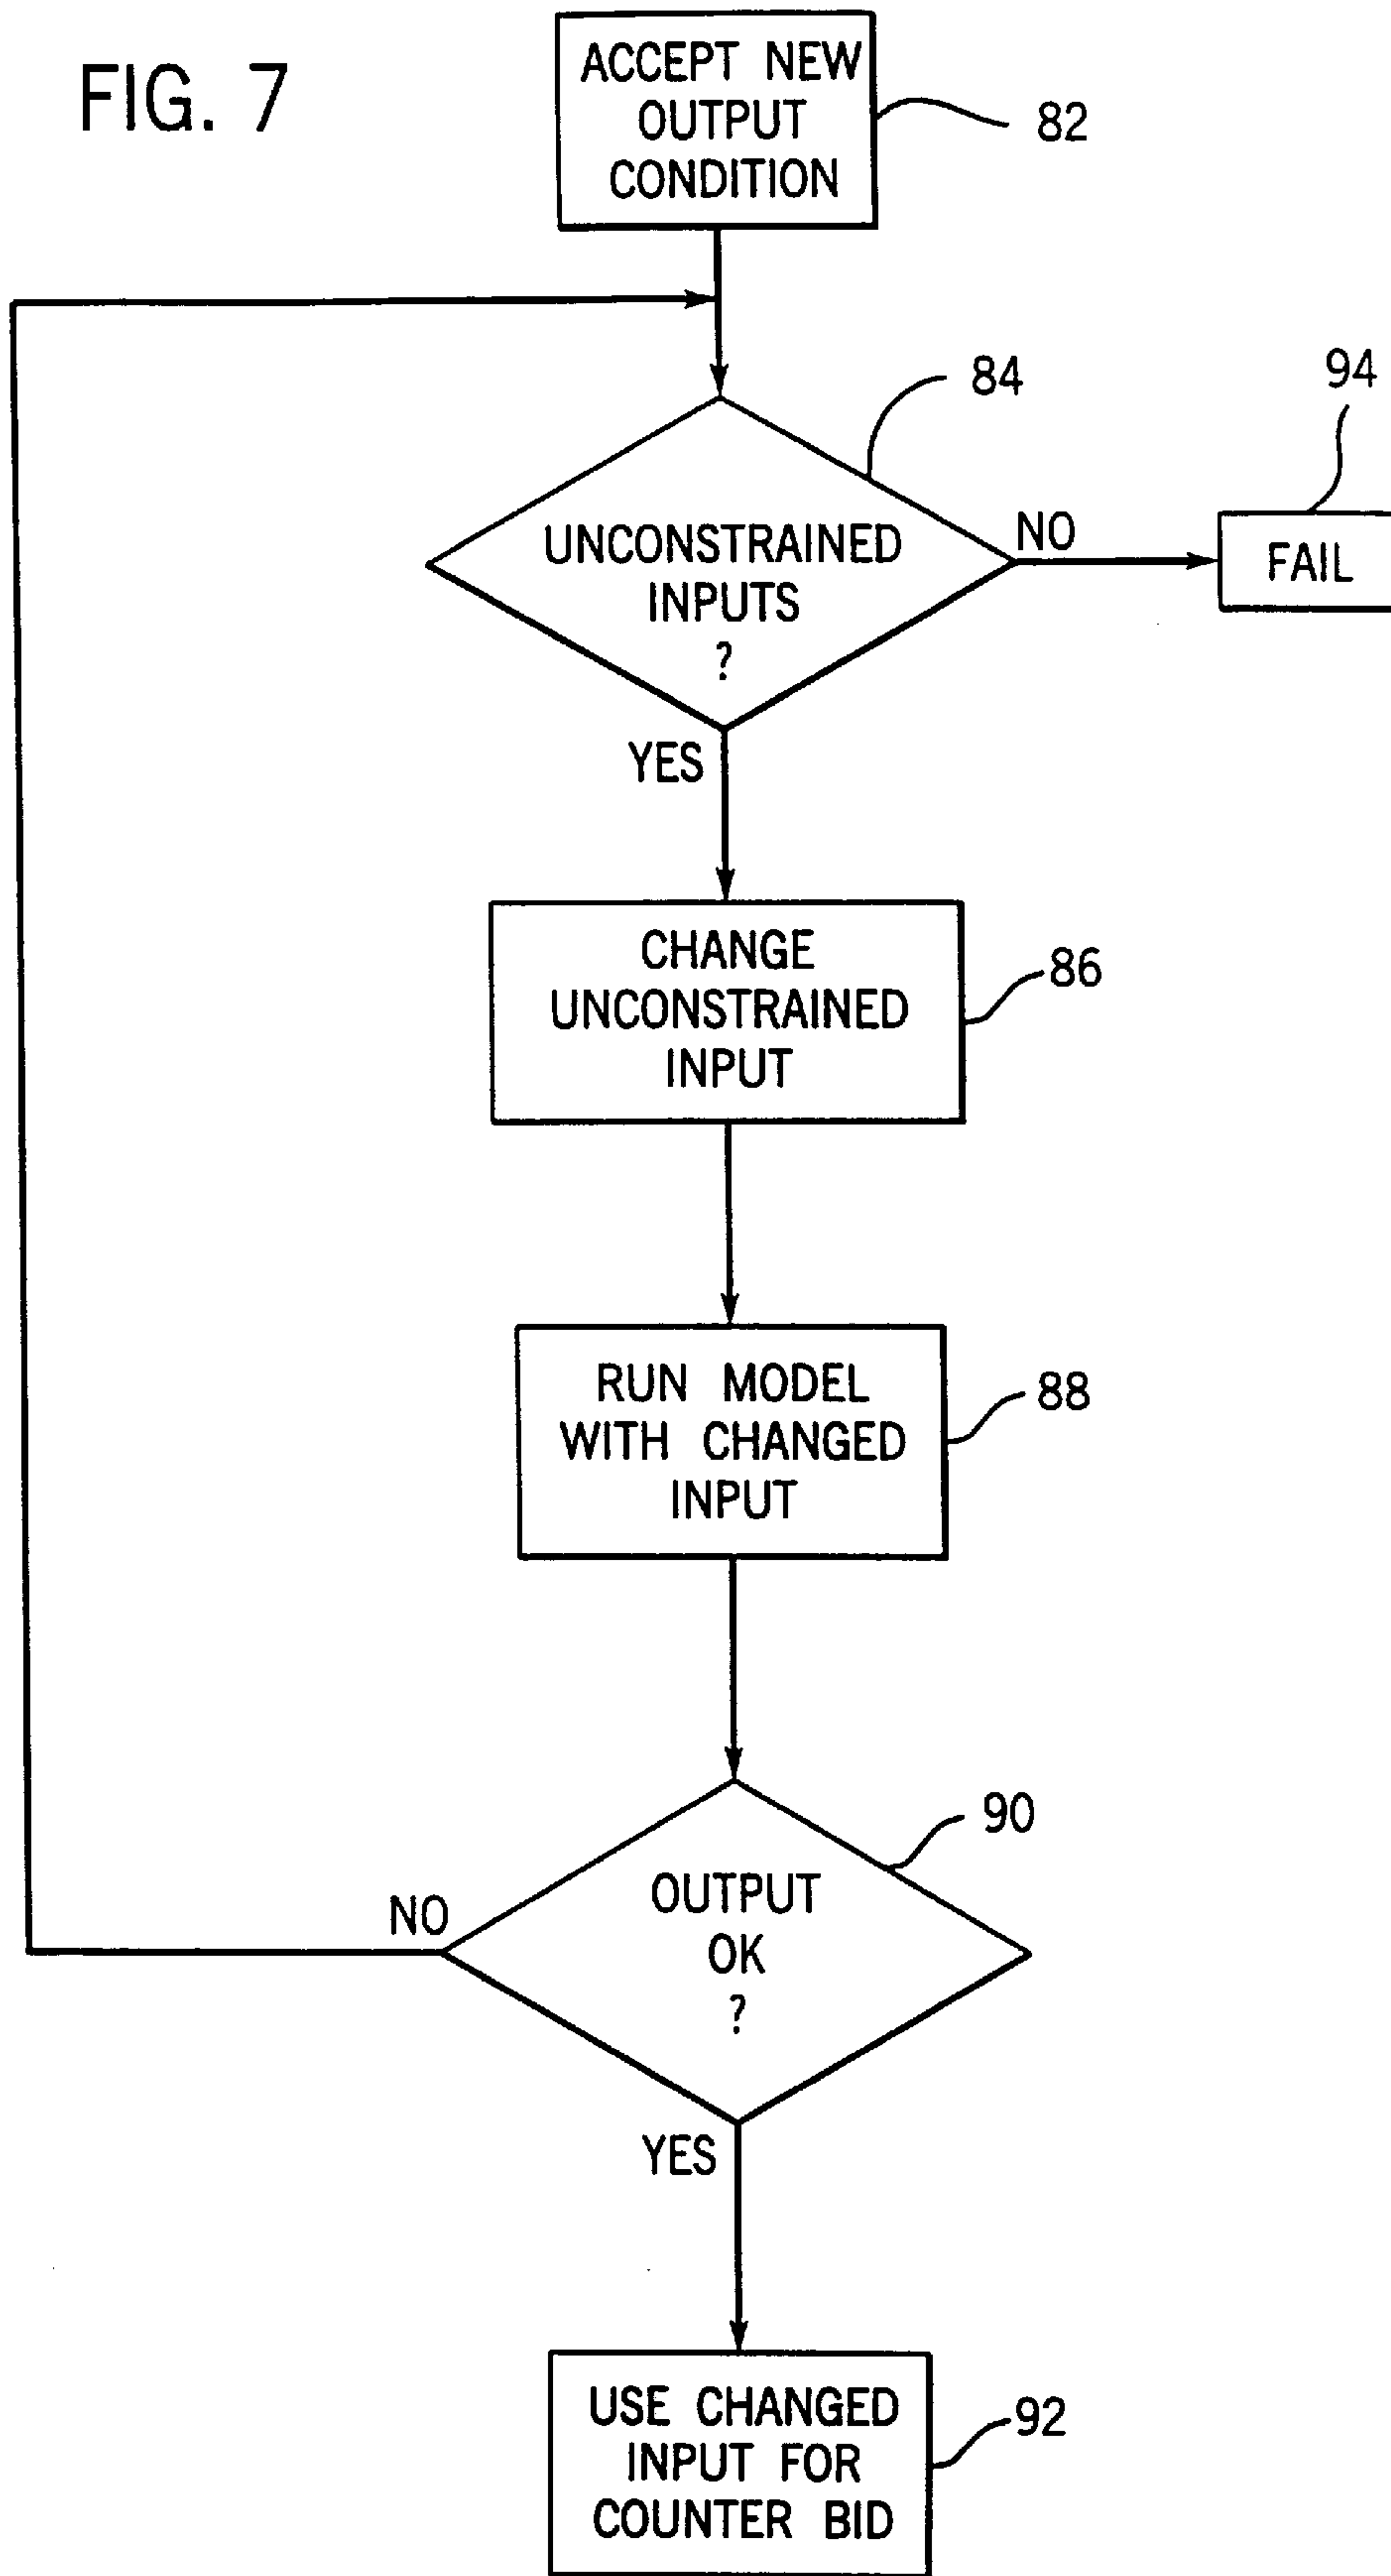 FIG. 7
ACCEPT NEW
OUTPUT
CONDITION
82
84
94
UNCONSTRAINED
INPUTS
?
NO
FAIL
YES
CHANGE
UNCONSTRAINED
INPUT
86
RUN MODEL
WITH CHANGED
INPUT
88
90
OUTPUT
OK
?
NO
YES
USE CHANGED
INPUT FOR
COUNTER BID
92